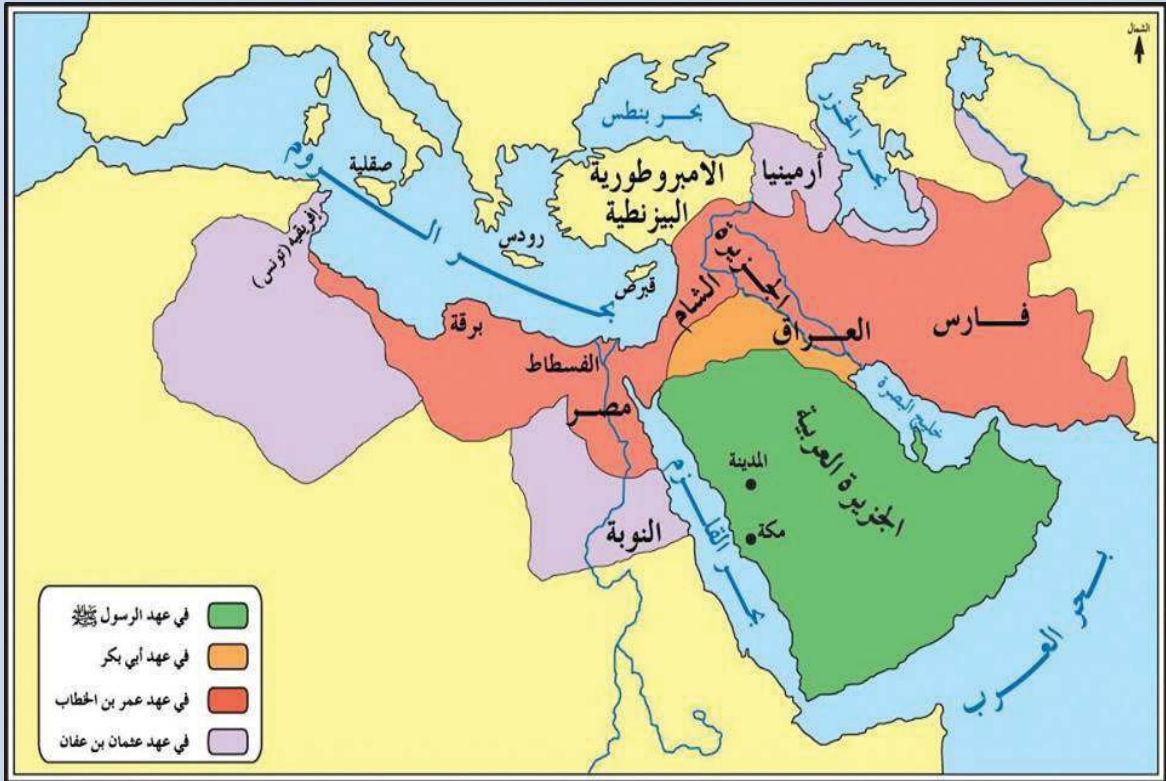 الشمال
بحر بنطس
بحر الخزر
صقلية
الامبروطورية
البيزنطية
أرمينيا
بحر الروم
إفريقيه (تونس)
رودس
قبرص
الجزيرة
الشام
العراق
فارس
برقة
الفسطاط
مصر
خليج البصرة
المدينة
الجزيرة العربية
مكة
بحر القلزم
النوبة
بحر العرب
في عهد الرسول ﷺ
في عهد أبي بكر
في عهد عمر بن الخطاب
في عهد عثمان بن عفان